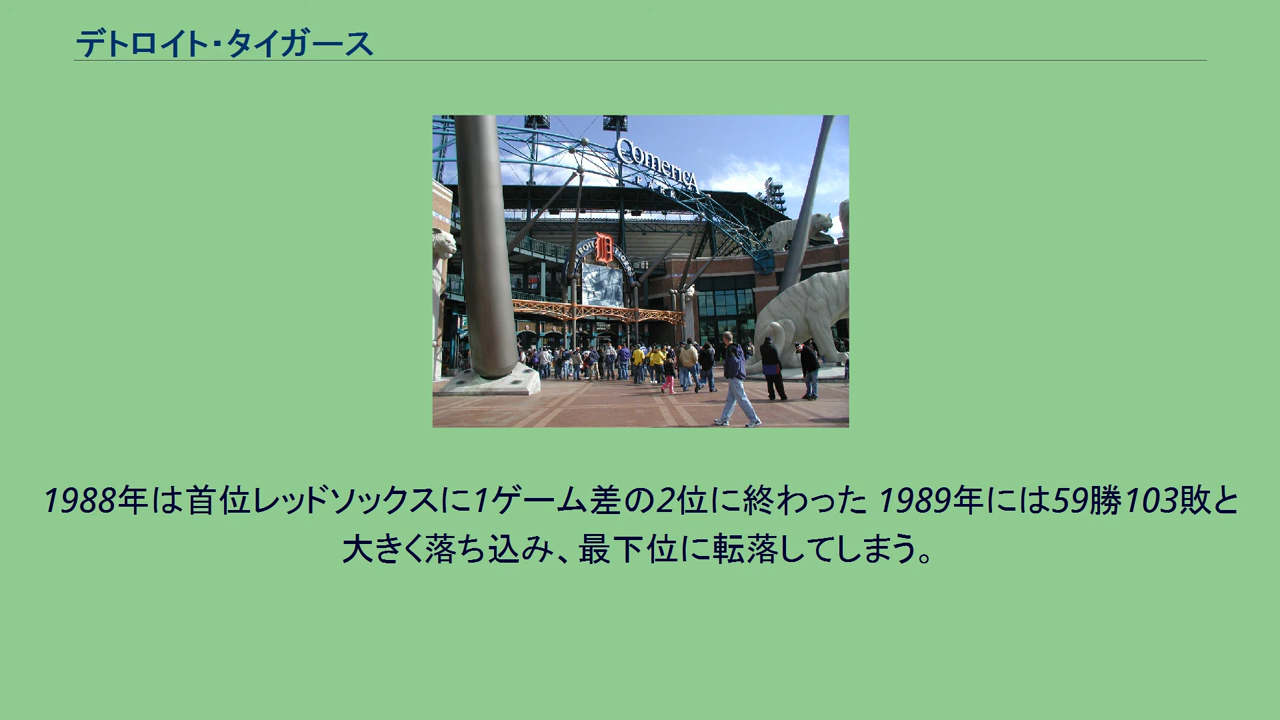 デトロイト・タイガース
Comerica
PARK
DETROIT D TIGERS
1988年は首位レッドソックスに1ゲーム差の2位に終わった 1989年には59勝103敗と
大きく落ち込み、最下位に転落してしまう。